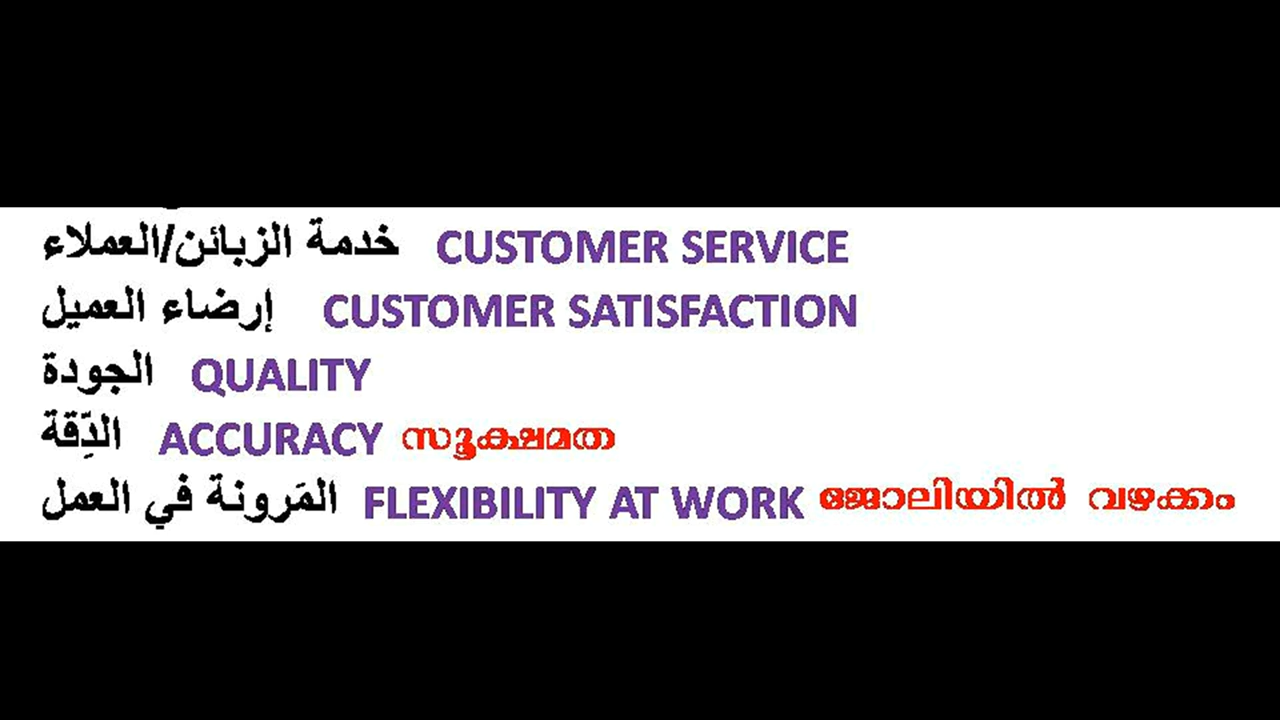 خدمة الزبائن/العملاء CUSTOMER SERVICE
إرضاء العميل CUSTOMER SATISFACTION
الجودة QUALITY
الدِّقة ACCURACY സൂക്ഷമത
المَرونة في العمل FLEXIBILITY AT WORK ജോലിയിൽ വഴക്കം